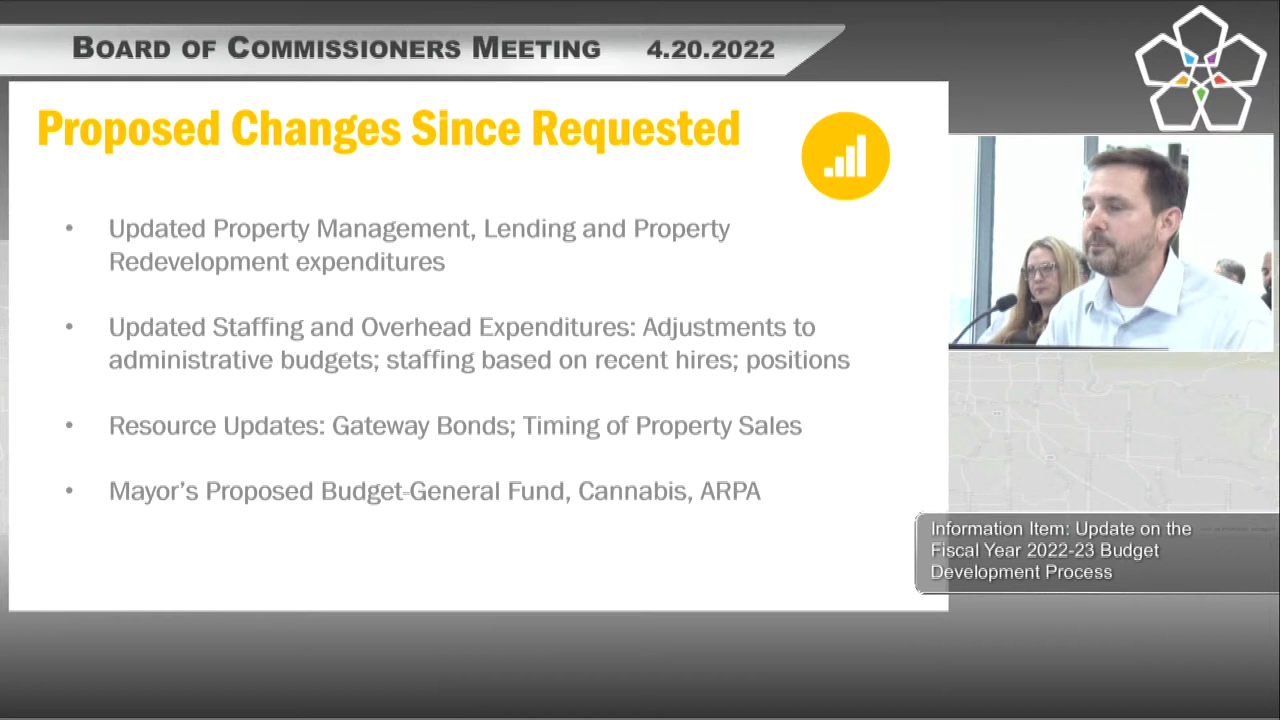 BOARD OF COMMISSIONERS MEETING 4.20.2022
Proposed Changes Since Requested
• Updated Property Management, Lending and Property
Redevelopment expenditures
• Updated Staffing and Overhead Expenditures: Adjustments to
administrative budgets; staffing based on recent hires; positions
• Resource Updates: Gateway Bonds; Timing of Property Sales
• Mayor's Proposed Budget-General Fund, Cannabis, ARPA
Information Item: Update on the
Fiscal Year 2022-23 Budget
Development Process